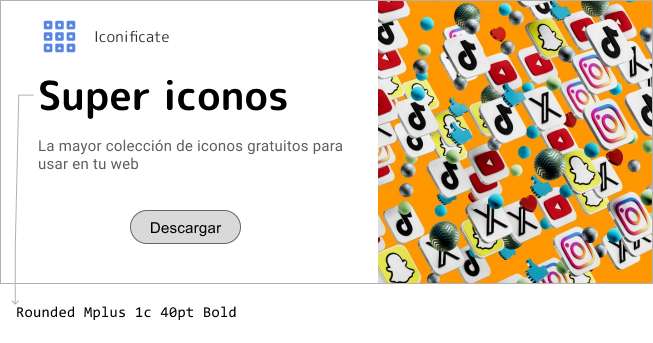 Iconificate
Super iconos
La mayor colección de iconos gratuitos para
usar en tu web
Descargar
Rounded Mplus 1c 40pt Bold